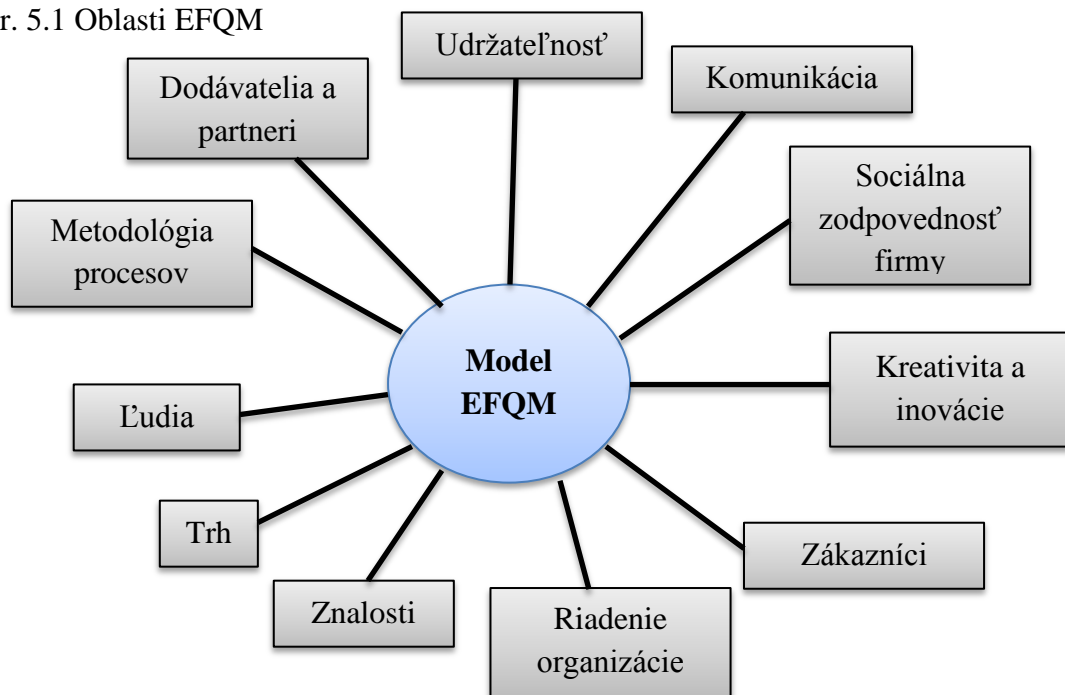 r. 5.1 Oblasti EFQM
Udržateľnosť
Komunikácia
Dodávatelia a
partneri
Sociálna
zodpovednosť
firmy
Metodológia
procesov
Model
EFQM
Kreativita a
inovácie
Ľudia
Trh
Zákazníci
Znalosti
Riadenie
organizácie